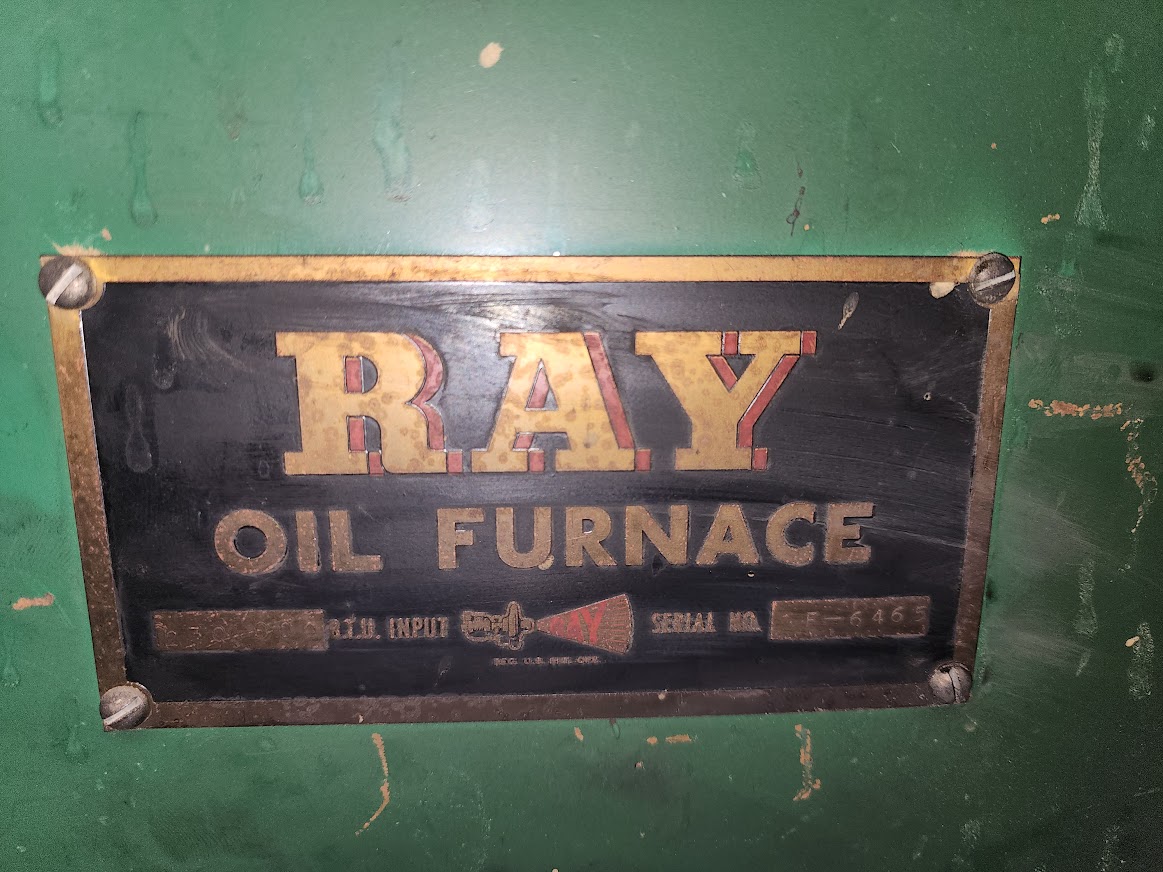 RAY
OIL FURNACE
B.T.U. INPUT RAY SERIAL NO. F-6465